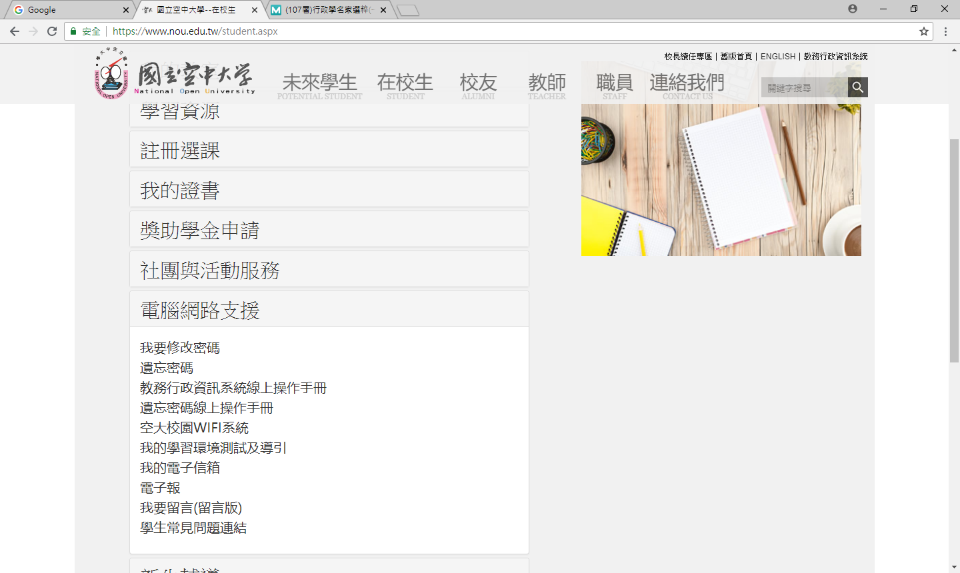 Google
國立空中大學--在校生
(107暑)行政學名家選粹(-
安全 | https://www.nou.edu.tw/student.aspx
校長續任專區 | 舊版首頁 | ENGLISH | 教務行政資訊系統
國立空中大學
National Open University
未來學生 在校生 校友 教師 職員 連絡我們
POTENTIAL STUDENT STUDENT ALUMNI TEACHER STAFF CONTACT US
關鍵字搜尋
學習資源
註冊選課
我的證書
獎助學金申請
社團與活動服務
電腦網路支援
我要修改密碼
遺忘密碼
教務行政資訊系統線上操作手冊
遺忘密碼線上操作手冊
空大校園WIFI系統
我的學習環境測試及導引
我的電子信箱
電子報
我要留言(留言版)
學生常見問題連結